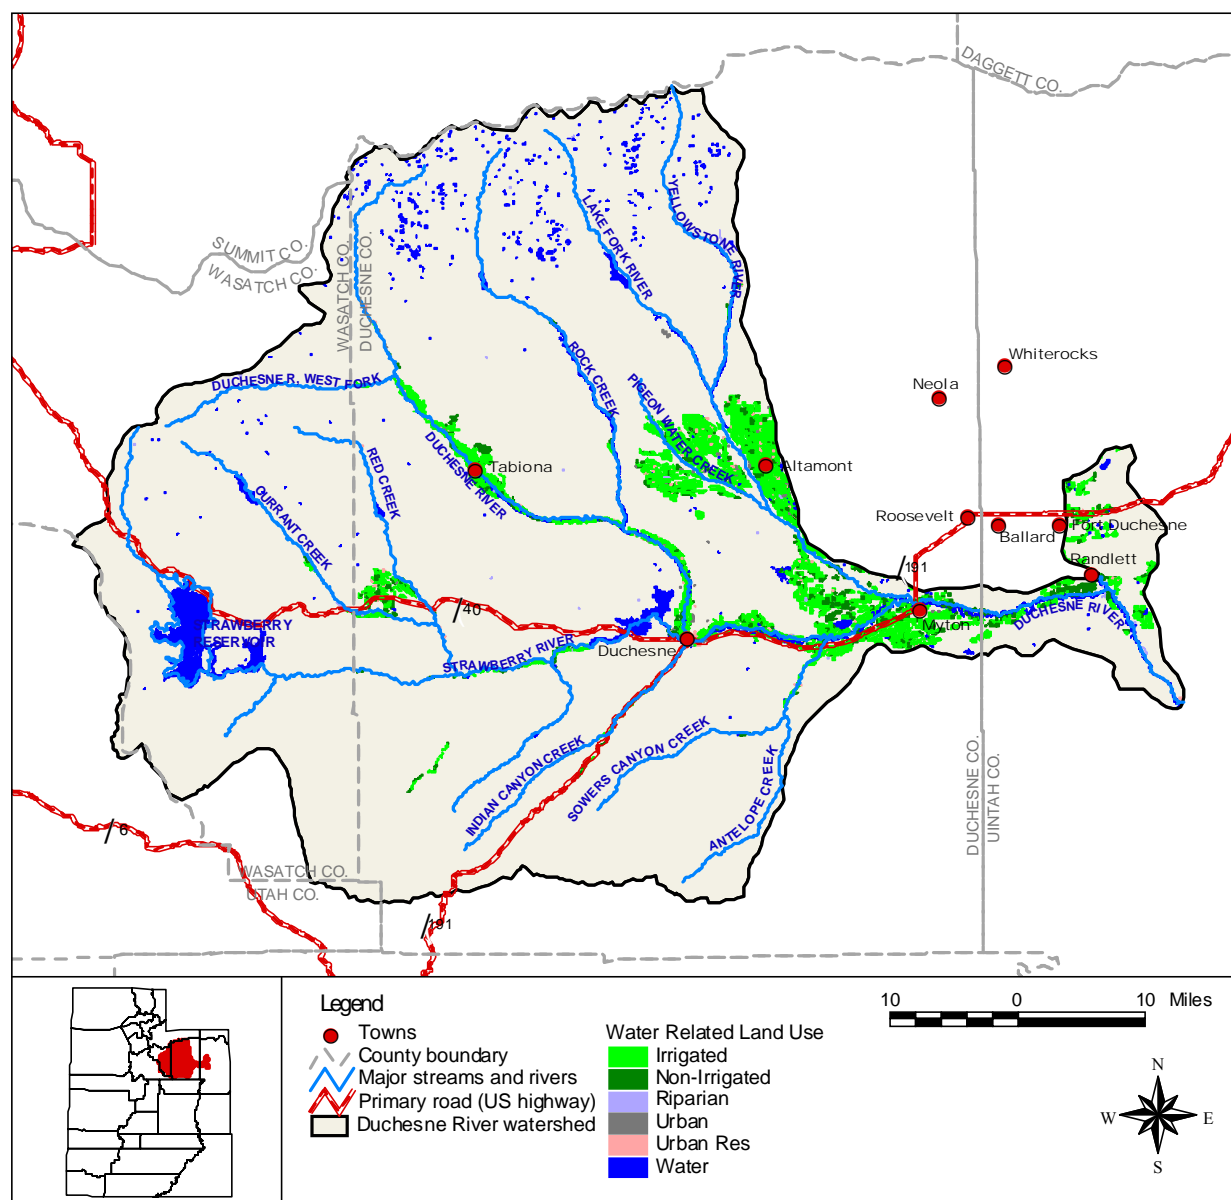 DAGGETT CO.
SUMMIT CO.
WASATCH CO.
WASATCH CO.
DUCHESNE CO.
LAKE FORK RIVER
YELLOWSTONE RIVER
Whiterocks
Neola
DUCHESNE R. WEST FORK
ROCK CREEK
PIGEON WATER CREEK
DUCHESNE RIVER
Tabiona
RED CREEK
CURRANT CREEK
Altamont
Roosevelt
Ballard
Fort Duchesne
Randlett
191
40
Myton
DUCHESNE RIVER
STRAWBERRY
RESERVOIR
STRAWBERRY RIVER
Duchesne
INDIAN CANYON CREEK
SOWERS CANYON CREEK
ANTELOPE CREEK
DUCHESNE CO.
UINTAH CO.
6
WASATCH CO.
UTAH CO.
191
Legend
Towns
County boundary
Major streams and rivers
Primary road (US highway)
Duchesne River watershed
Water Related Land Use
Irrigated
Non-Irrigated
Riparian
Urban
Urban Res
Water
10 0 10 Miles
N
W E
S